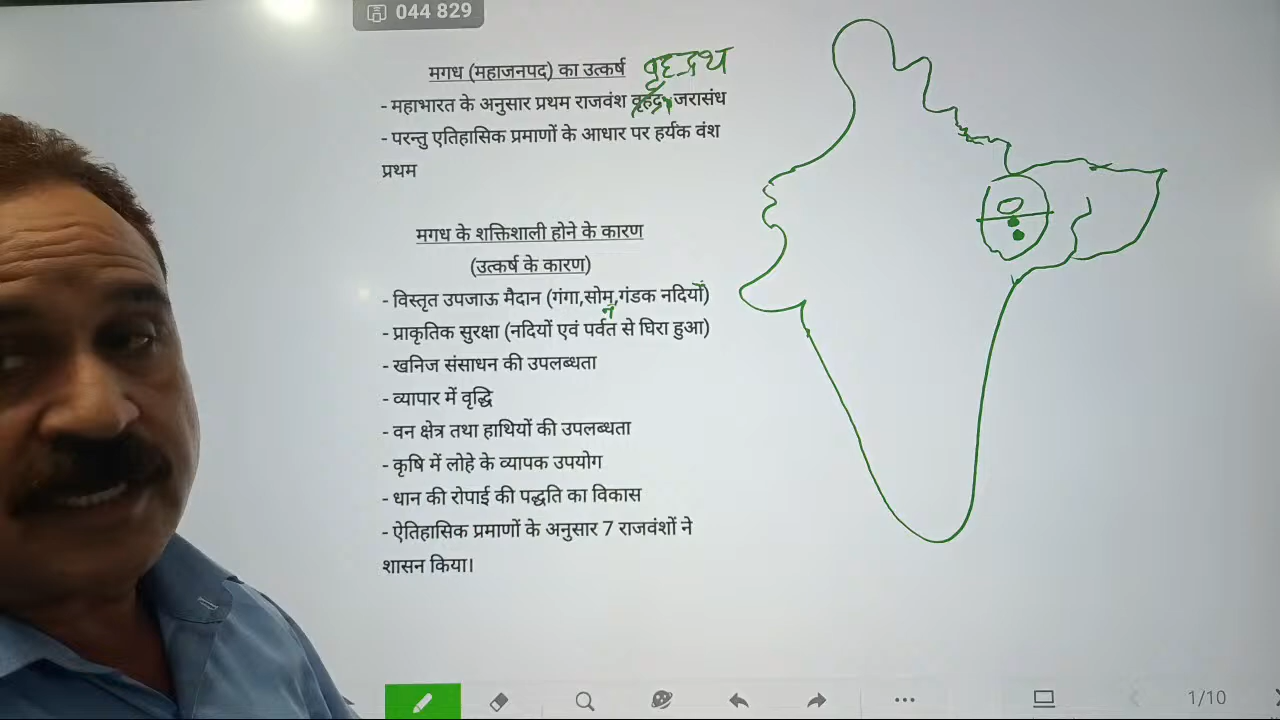 044 829
मगध (महाजनपद) का उत्कर्ष वृहद्रथ
- महाभारत के अनुसार प्रथम राजवंश वृहद्र जरासंध
- परन्तु एतिहासिक प्रमाणों के आधार पर हर्यक वंश
प्रथम
मगध के शक्तिशाली होने के कारण
(उत्कर्ष के कारण)
- विस्तृत उपजाऊ मैदान (गंगा,सोम,गंडक नदियों)
न
- प्राकृतिक सुरक्षा (नदियों एवं पर्वत से घिरा हुआ)
- खनिज संसाधन की उपलब्धता
- व्यापार में वृद्धि
- वन क्षेत्र तथा हाथियों की उपलब्धता
- कृषि में लोहे के व्यापक उपयोग
- धान की रोपाई की पद्धति का विकास
- ऐतिहासिक प्रमाणों के अनुसार 7 राजवंशों ने
शासन किया।
1/10